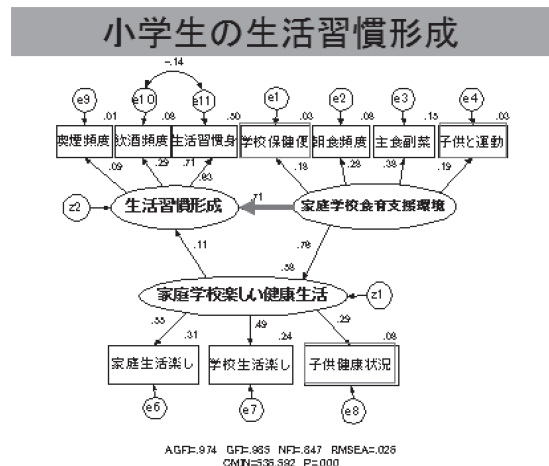 小学生の生活習慣形成
-.14
e9 e10 e11 e1 e2 e3 e4
.01 .08 .50 .03 .08 .15 .03
喫煙頻度 飲酒頻度 生活習慣身 学校保健便 朝食頻度 主食副菜 子供と運動
.09 .29 .71 .63 .18 .28 .38 .19
z2 生活習慣形成 .71 家庭学校食育支援環境
.11 .78
.58
家庭学校楽しい健康生活 z1
.55 .31 .49 .24 .29 .08
家庭生活楽し 学校生活楽し 子供健康状況
e6 e7 e8
AGFI=.974 GFI=.985 NFI=.847 RMSEA=.026
CMIN=535.592 P=.000